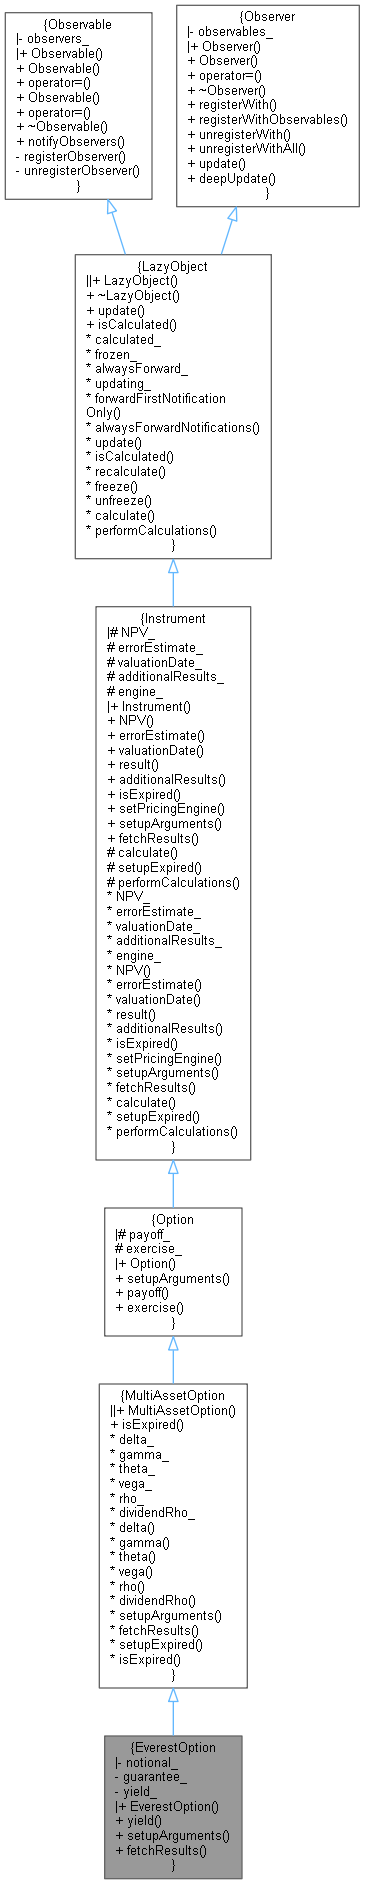 {Observable
|- observers_
|+ Observable()
+ Observable()
+ operator=()
+ Observable()
+ operator=()
+ ~Observable()
+ notifyObservers()
- registerObserver()
- unregisterObserver()
}
{Observer
|- observables_
|+ Observer()
+ Observer()
+ operator=()
+ ~Observer()
+ registerWith()
+ registerWithObservables()
+ unregisterWith()
+ unregisterWithAll()
+ update()
+ deepUpdate()
}
{LazyObject
||+ LazyObject()
+ ~LazyObject()
+ update()
+ isCalculated()
* calculated_
* frozen_
* alwaysForward_
* updating_
* forwardFirstNotification
Only()
* alwaysForwardNotifications()
* update()
* isCalculated()
* recalculate()
* freeze()
* unfreeze()
* calculate()
* performCalculations()
}
{Instrument
|# NPV_
# errorEstimate_
# valuationDate_
# additionalResults_
# engine_
|+ Instrument()
+ NPV()
+ errorEstimate()
+ valuationDate()
+ result()
+ additionalResults()
+ isExpired()
+ setPricingEngine()
+ setupArguments()
+ fetchResults()
# calculate()
# setupExpired()
# performCalculations()
* NPV_
* errorEstimate_
* valuationDate_
* additionalResults_
* engine_
* NPV()
* errorEstimate()
* valuationDate()
* result()
* additionalResults()
* isExpired()
* setPricingEngine()
* setupArguments()
* fetchResults()
* calculate()
* setupExpired()
* performCalculations()
}
{Option
|# payoff_
# exercise_
|+ Option()
+ setupArguments()
+ payoff()
+ exercise()
}
{MultiAssetOption
||+ MultiAssetOption()
+ isExpired()
* delta_
* gamma_
* theta_
* vega_
* rho_
* dividendRho_
* delta()
* gamma()
* theta()
* vega()
* rho()
* dividendRho()
* setupArguments()
* fetchResults()
* setupExpired()
* isExpired()
}
{EverestOption
|- notional_
- guarantee_
- yield_
|+ EverestOption()
+ yield()
+ setupArguments()
+ fetchResults()
}